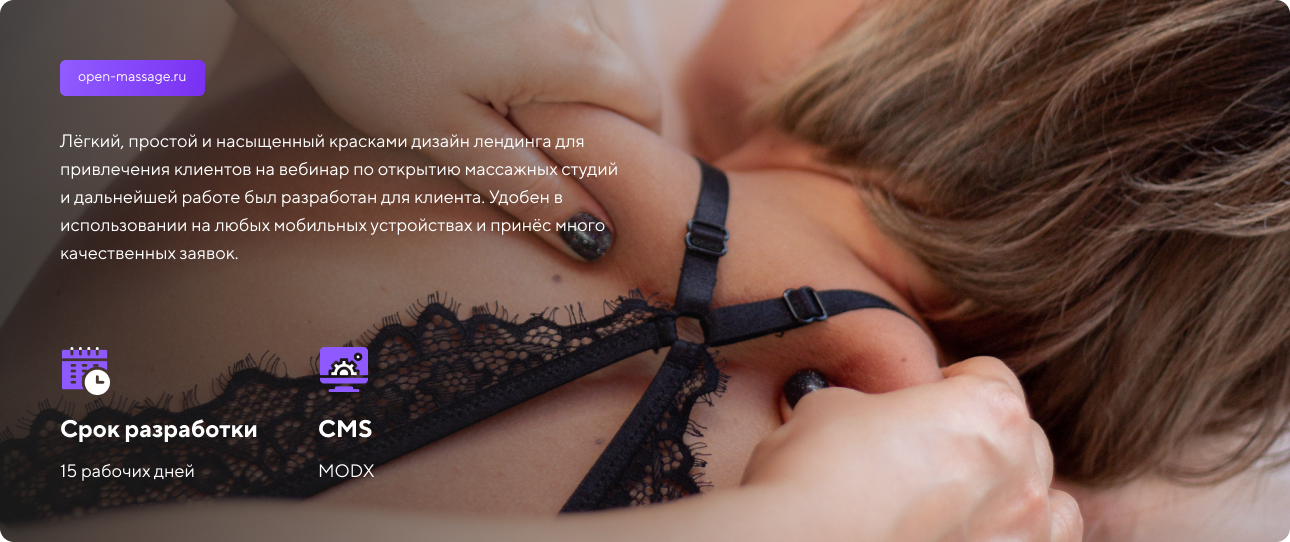 open-massage.ru
Лёгкий, простой и насыщенный красками дизайн лендинга для
привлечения клиентов на вебинар по открытию массажных студий
и дальнейшей работе был разработан для клиента. Удобен в
использовании на любых мобильных устройствах и принёс много
качественных заявок.
Срок разработки
15 рабочих дней
CMS
MODX